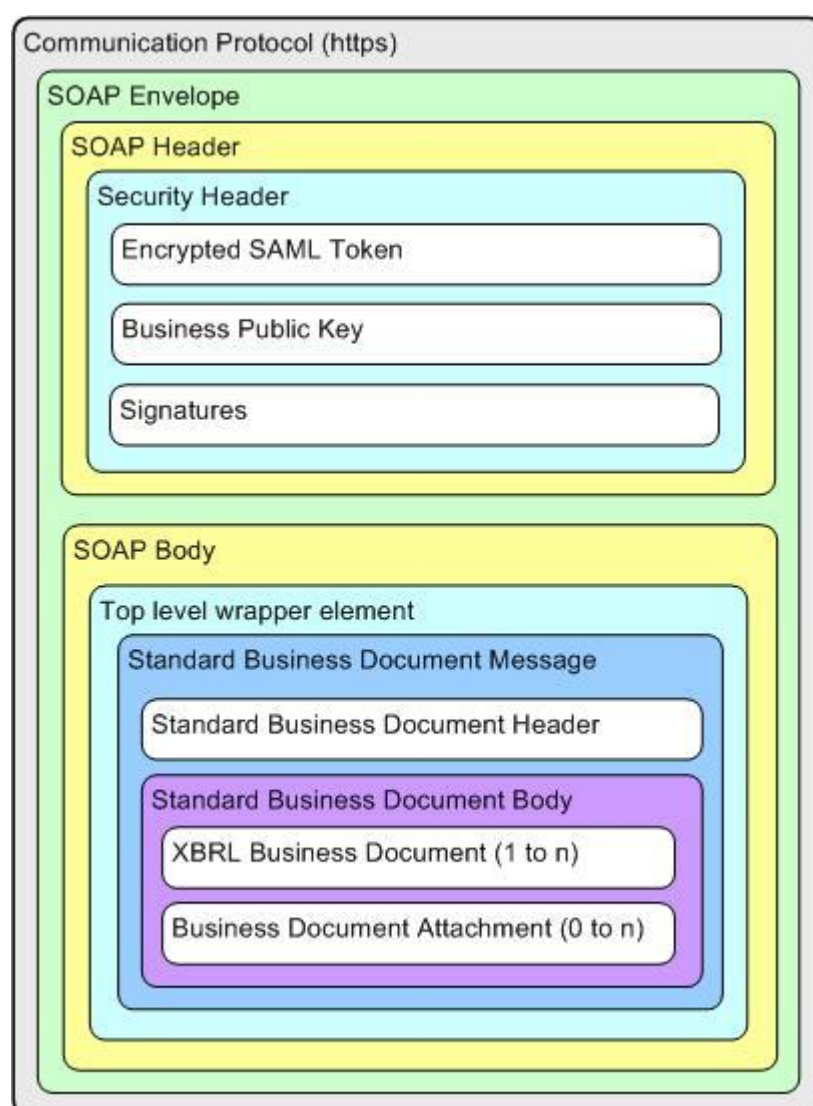 Communication Protocol (https)
SOAP Envelope
SOAP Header
Security Header
Encrypted SAML Token
Business Public Key
Signatures
SOAP Body
Top level wrapper element
Standard Business Document Message
Standard Business Document Header
Standard Business Document Body
XBRL Business Document (1 to n)
Business Document Attachment (0 to n)